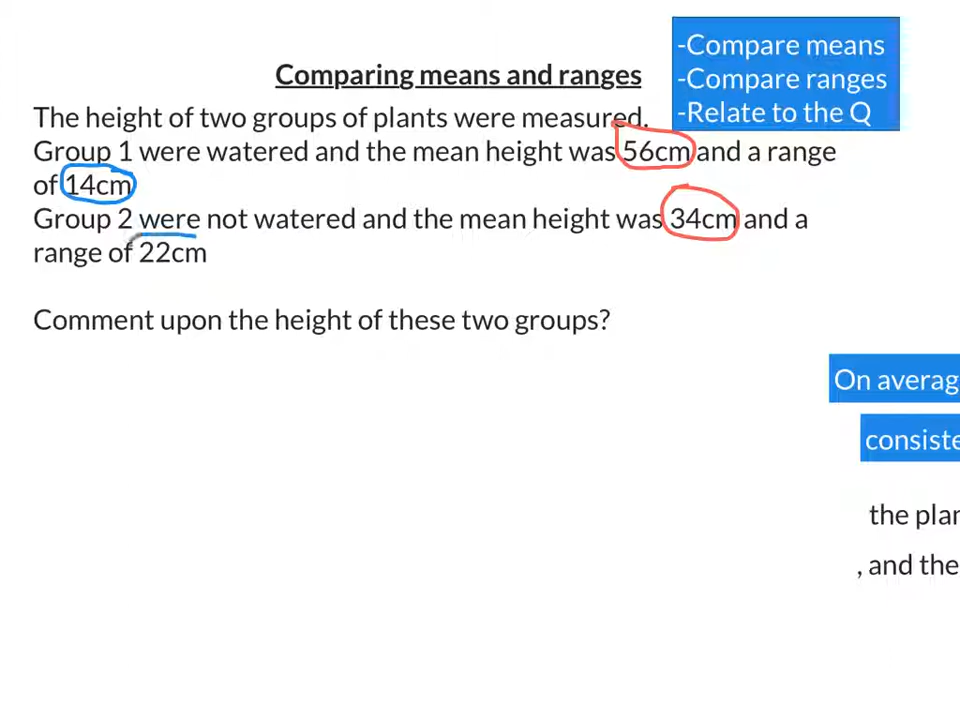 -Compare means
-Compare ranges
-Relate to the Q
Comparing means and ranges
The height of two groups of plants were measured.
Group 1 were watered and the mean height was 56cm and a range
of 14cm
Group 2 were not watered and the mean height was 34cm and a
range of 22cm
Comment upon the height of these two groups?
On averag
consiste
the plan
, and the